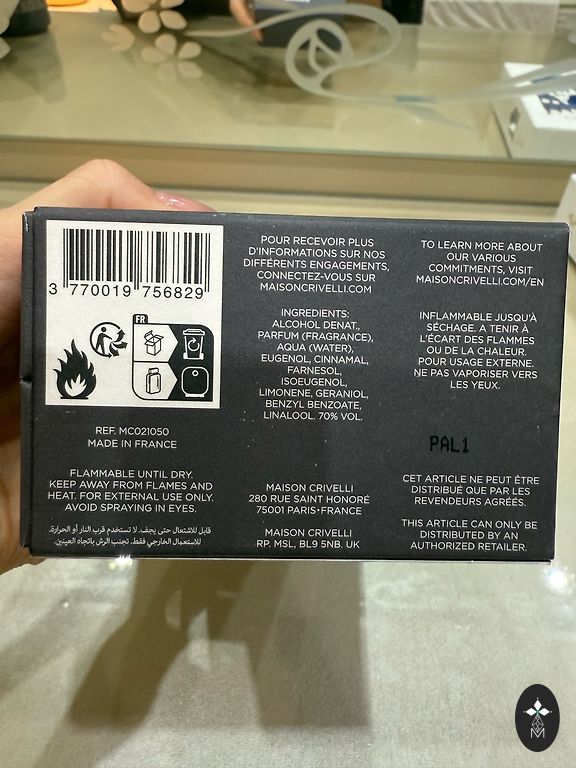 3 770019 756829
FR
REF. MC021050
MADE IN FRANCE
FLAMMABLE UNTIL DRY.
KEEP AWAY FROM FLAMES AND
HEAT. FOR EXTERNAL USE ONLY.
AVOID SPRAYING IN EYES.
قابل للاشتعال حتى يجف. لا تستخدم قرب النار أو الحرارة.
للاستعمال الخارجي فقط. تجنب الرش باتجاه العينين.
POUR RECEVOIR PLUS
D'INFORMATIONS SUR NOS
DIFFÉRENTS ENGAGEMENTS,
CONNECTEZ-VOUS SUR
MAISONCRIVELLI.COM
INGREDIENTS:
ALCOHOL DENAT.,
PARFUM (FRAGRANCE),
AQUA (WATER),
EUGENOL, CINNAMAL,
FARNESOL,
ISOEUGENOL,
LIMONENE, GERANIOL,
BENZYL BENZOATE,
LINALOOL. 70% VOL.
MAISON CRIVELLI
280 RUE SAINT HONORÉ
75001 PARIS•FRANCE
MAISON CRIVELLI
RP, MSL, BL9 5NB. UK
TO LEARN MORE ABOUT
OUR VARIOUS
COMMITMENTS, VISIT
MAISONCRIVELLI.COM/EN
INFLAMMABLE JUSQU'À
SÉCHAGE. A TENIR À
L'ÉCART DES FLAMMES
OU DE LA CHALEUR.
POUR USAGE EXTERNE.
NE PAS VAPORISER VERS
LES YEUX.
PAL1
CET ARTICLE NE PEUT ÊTRE
DISTRIBUÉ QUE PAR LES
REVENDEURS AGRÉÉS.
THIS ARTICLE CAN ONLY BE
DISTRIBUTED BY AN
AUTHORIZED RETAILER.
M